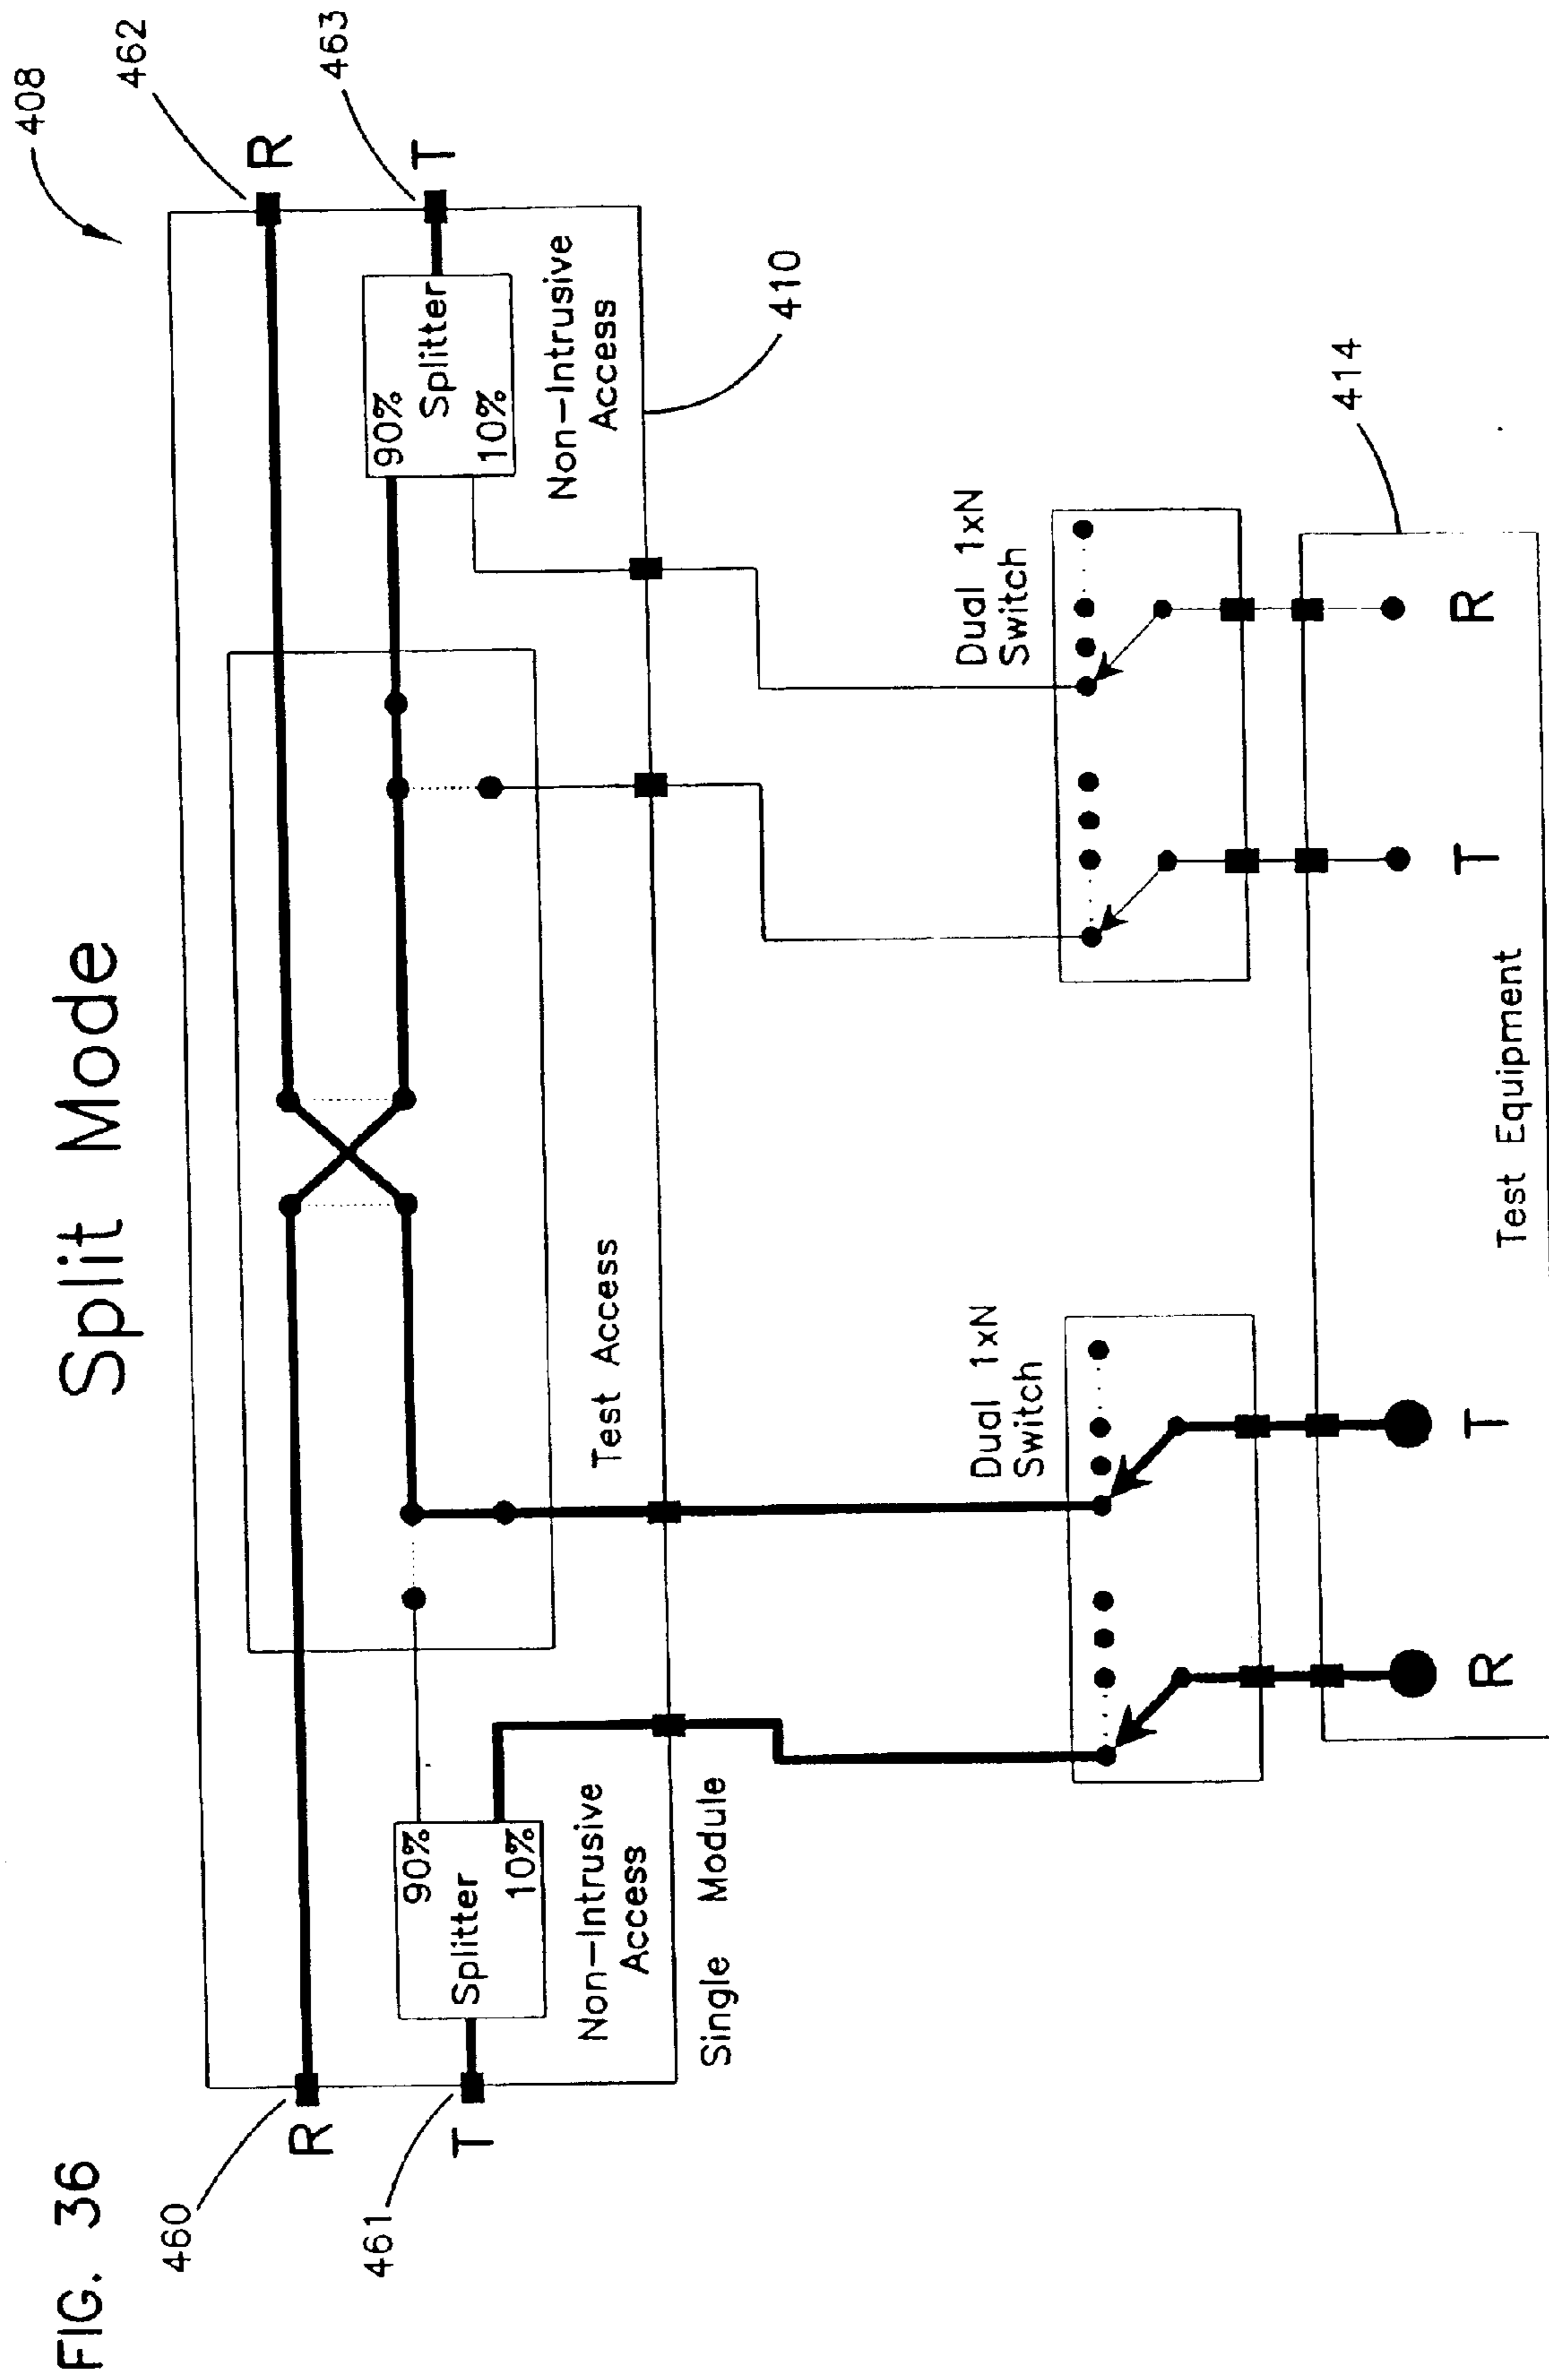 FIG. 36
Split Mode
408
460
R
461
T
462
R
463
T
Splitter
90%
10%
Non-Intrusive
Access
Test Access
90%
Splitter
10%
Non-Intrusive
Access
410
Single Module
Dual 1xN
Switch
Dual 1xN
Switch
414
R
T
T
R
Test Equipment